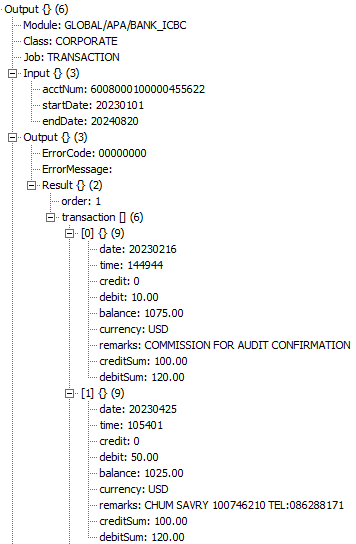 Output {} (6)
Module: GLOBAL/APA/BANK_ICBC
Class: CORPORATE
Job: TRANSACTION
Input {} (3)
acctNum: 6008000100000455622
startDate: 20230101
endDate: 20240820
Output {} (3)
ErrorCode: 00000000
ErrorMessage:
Result {} (2)
order: 1
transaction [] (6)
[0] {} (9)
date: 20230216
time: 144944
credit: 0
debit: 10.00
balance: 1075.00
currency: USD
remarks: COMMISSION FOR AUDIT CONFIRMATION
creditSum: 100.00
debitSum: 120.00
[1] {} (9)
date: 20230425
time: 105401
credit: 0
debit: 50.00
balance: 1025.00
currency: USD
remarks: CHUM SAVRY 100746210 TEL:086288171
creditSum: 100.00
debitSum: 120.00